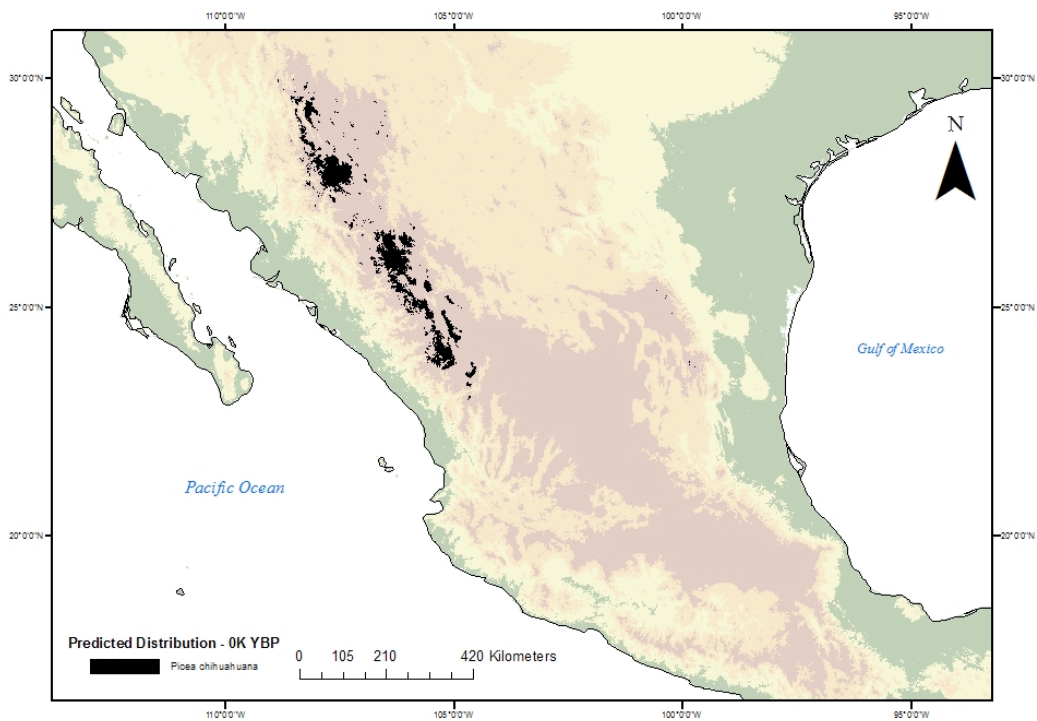 110°0'0"W 105°0'0"W 100°0'0"W 95°0'0"W
30°0'0"N 30°0'0"N
N
25°0'0"N 25°0'0"N
Gulf of Mexico
Pacific Ocean
20°0'0"N 20°0'0"N
Predicted Distribution - 0K YBP
Picea chihuahuana
0 105 210 420 Kilometers
110°0'0"W 105°0'0"W 100°0'0"W 95°0'0"W